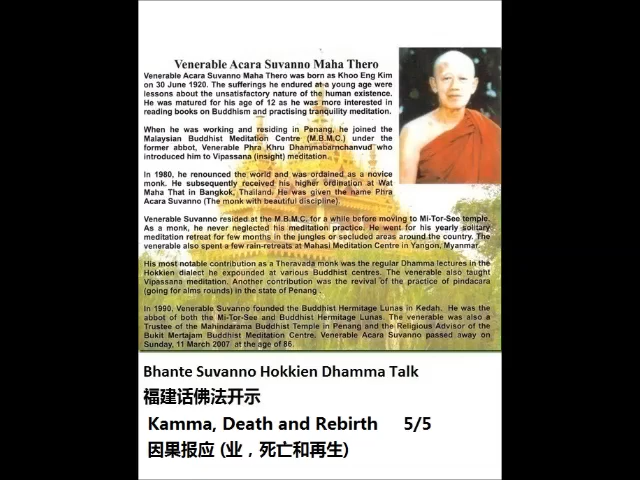 Venerable Acara Suvanno Maha Thero
Venerable Acara Suvanno Maha Thero was born as Khoo Eng Kim
on 30 June 1920. The sufferings he endured at a young age were
lessons about the unsatisfactory nature of the human existence.
He was matured for his age of 12 as he was more interested in
reading books on Buddhism and practising tranquility meditation.
When he was working and residing in Penang, he joined the
Malaysian Buddhist Meditation Centre (M.B.M.C.) under the
former abbot, Venerable Phra Khru Dhammabarnchanvud who
introduced him to Vipassana (insight) meditation.
In 1980, he renounced the world and was ordained as a novice
monk. He subsequently received his higher ordination at Wat
Maha That in Bangkok, Thailand. He was given the name Phra
Acara Suvanno (The monk with beautiful discipline).
Venerable Suvanno resided at the M.B.M.C. for a while before moving to Mi-Tor-See temple.
As a monk, he never neglected his meditation practice. He went for his yearly solitary
meditation retreat for few months in the jungles or secluded areas around the country. The
venerable also spent a few rain-retreats at Mahasi Meditation Centre in Yangon, Myanmar.
His most notable contribution as a Theravada monk was the regular Dhamma lectures in the
Hokkien dialect he expounded at various Buddhist centres. The venerable also taught
Vipassana meditation. Another contribution was the revival of the practice of pindacara
(going for alms rounds) in the state of Penang .
In 1990, Venerable Suvanno founded the Buddhist Hermitage Lunas in Kedah. He was the
abbot of both the Mi-Tor-See and Buddhist Hermitage Lunas. The venerable was also a
Trustee of the Mahindarama Buddhist Temple in Penang and the Religious Advisor of the
Bukit Mertajam Buddhist Meditation Centre. Venerable Acara Suvanno passed away on
Sunday, 11 March 2007 at the age of 86.
Bhante Suvanno Hokkien Dhamma Talk
福建话佛法开示
Kamma, Death and Rebirth 5/5
因果报应 (业，死亡和再生)